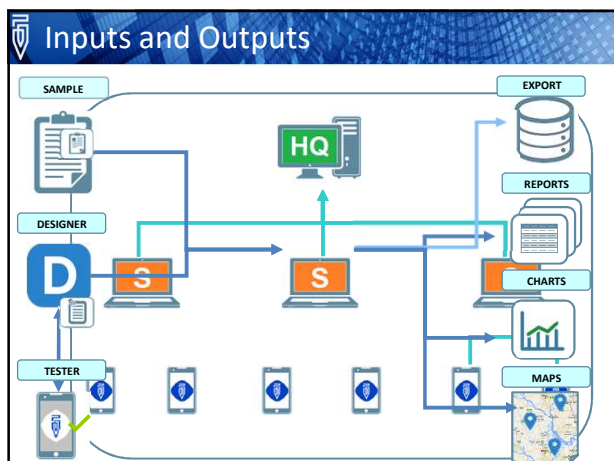 Inputs and Outputs
SAMPLE
EXPORT
HQ
REPORTS
DESIGNER
D
S
S
CHARTS
TESTER
MAPS